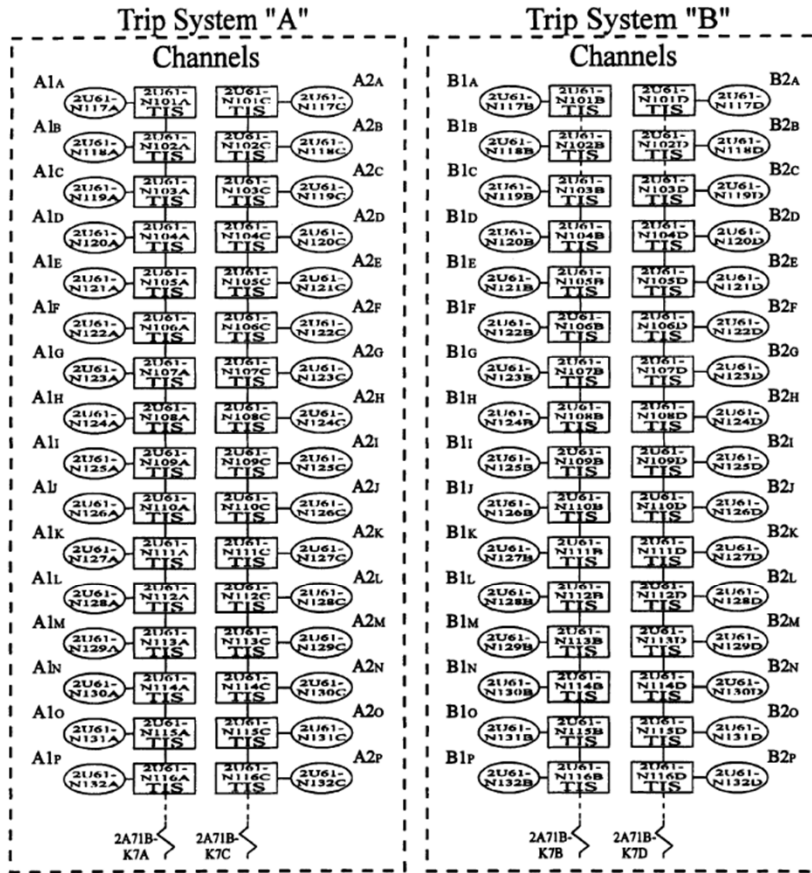 Trip System "A"
Channels
A1A 2U61-N117A 2U61-N101A TIS 2U61-N101C TIS 2U61-N117C A2A
A1B 2U61-N118A 2U61-N102A TIS 2U61-N102C TIS 2U61-N118C A2B
A1C 2U61-N119A 2U61-N103A TIS 2U61-N103C TIS 2U61-N119C A2C
A1D 2U61-N120A 2U61-N104A TIS 2U61-N104C TIS 2U61-N120C A2D
A1E 2U61-N121A 2U61-N105A TIS 2U61-N105C TIS 2U61-N121C A2E
A1F 2U61-N122A 2U61-N106A TIS 2U61-N106C TIS 2U61-N122C A2F
A1G 2U61-N123A 2U61-N107A TIS 2U61-N107C TIS 2U61-N123C A2G
A1H 2U61-N124A 2U61-N108A TIS 2U61-N108C TIS 2U61-N124C A2H
A1I 2U61-N125A 2U61-N109A TIS 2U61-N109C TIS 2U61-N125C A2I
A1J 2U61-N126A 2U61-N110A TIS 2U61-N110C TIS 2U61-N126C A2J
A1K 2U61-N127A 2U61-N111A TIS 2U61-N111C TIS 2U61-N127C A2K
A1L 2U61-N128A 2U61-N112A TIS 2U61-N112C TIS 2U61-N128C A2L
A1M 2U61-N129A 2U61-N113A TIS 2U61-N113C TIS 2U61-N129C A2M
A1N 2U61-N130A 2U61-N114A TIS 2U61-N114C TIS 2U61-N130C A2N
A1O 2U61-N131A 2U61-N115A TIS 2U61-N115C TIS 2U61-N131C A2O
A1P 2U61-N132A 2U61-N116A TIS 2U61-N116C TIS 2U61-N132C A2P
2A71B- 2A71B-
K7A K7C
Trip System "B"
Channels
B1A 2U61-N117B 2U61-N101B TIS 2U61-N101D TIS 2U61-N117D B2A
B1B 2U61-N118B 2U61-N102B TIS 2U61-N102D TIS 2U61-N118D B2B
B1C 2U61-N119B 2U61-N103B TIS 2U61-N103D TIS 2U61-N119D B2C
B1D 2U61-N120B 2U61-N104B TIS 2U61-N104D TIS 2U61-N120D B2D
B1E 2U61-N121B 2U61-N105B TIS 2U61-N105D TIS 2U61-N121D B2E
B1F 2U61-N122B 2U61-N106B TIS 2U61-N106D TIS 2U61-N122D B2F
B1G 2U61-N123B 2U61-N107B TIS 2U61-N107D TIS 2U61-N123D B2G
B1H 2U61-N124B 2U61-N108B TIS 2U61-N108D TIS 2U61-N124D B2H
B1I 2U61-N125B 2U61-N109B TIS 2U61-N109D TIS 2U61-N125D B2I
B1J 2U61-N126B 2U61-N110B TIS 2U61-N110D TIS 2U61-N126D B2J
B1K 2U61-N127B 2U61-N111B TIS 2U61-N111D TIS 2U61-N127D B2K
B1L 2U61-N128B 2U61-N112B TIS 2U61-N112D TIS 2U61-N128D B2L
B1M 2U61-N129B 2U61-N113B TIS 2U61-N113D TIS 2U61-N129D B2M
B1N 2U61-N130B 2U61-N114B TIS 2U61-N114D TIS 2U61-N130D B2N
B1O 2U61-N131B 2U61-N115B TIS 2U61-N115D TIS 2U61-N131D B2O
B1P 2U61-N132B 2U61-N116B TIS 2U61-N116D TIS 2U61-N132D B2P
2A71B- 2A71B-
K7B K7D